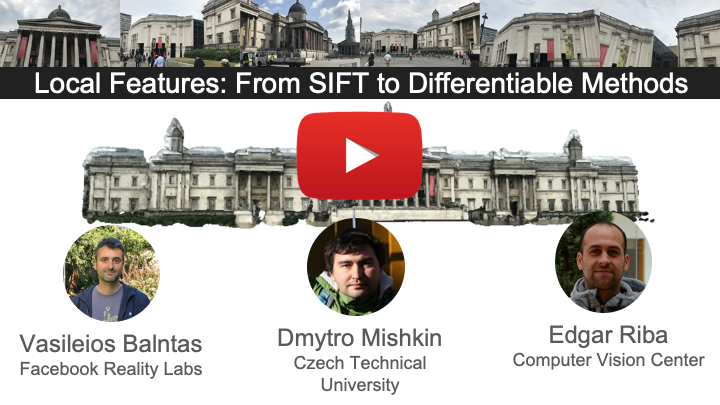 Local Features: From SIFT to Differentiable Methods
Vasileios Balntas
Facebook Reality Labs
Dmytro Mishkin
Czech Technical
University
Edgar Riba
Computer Vision Center